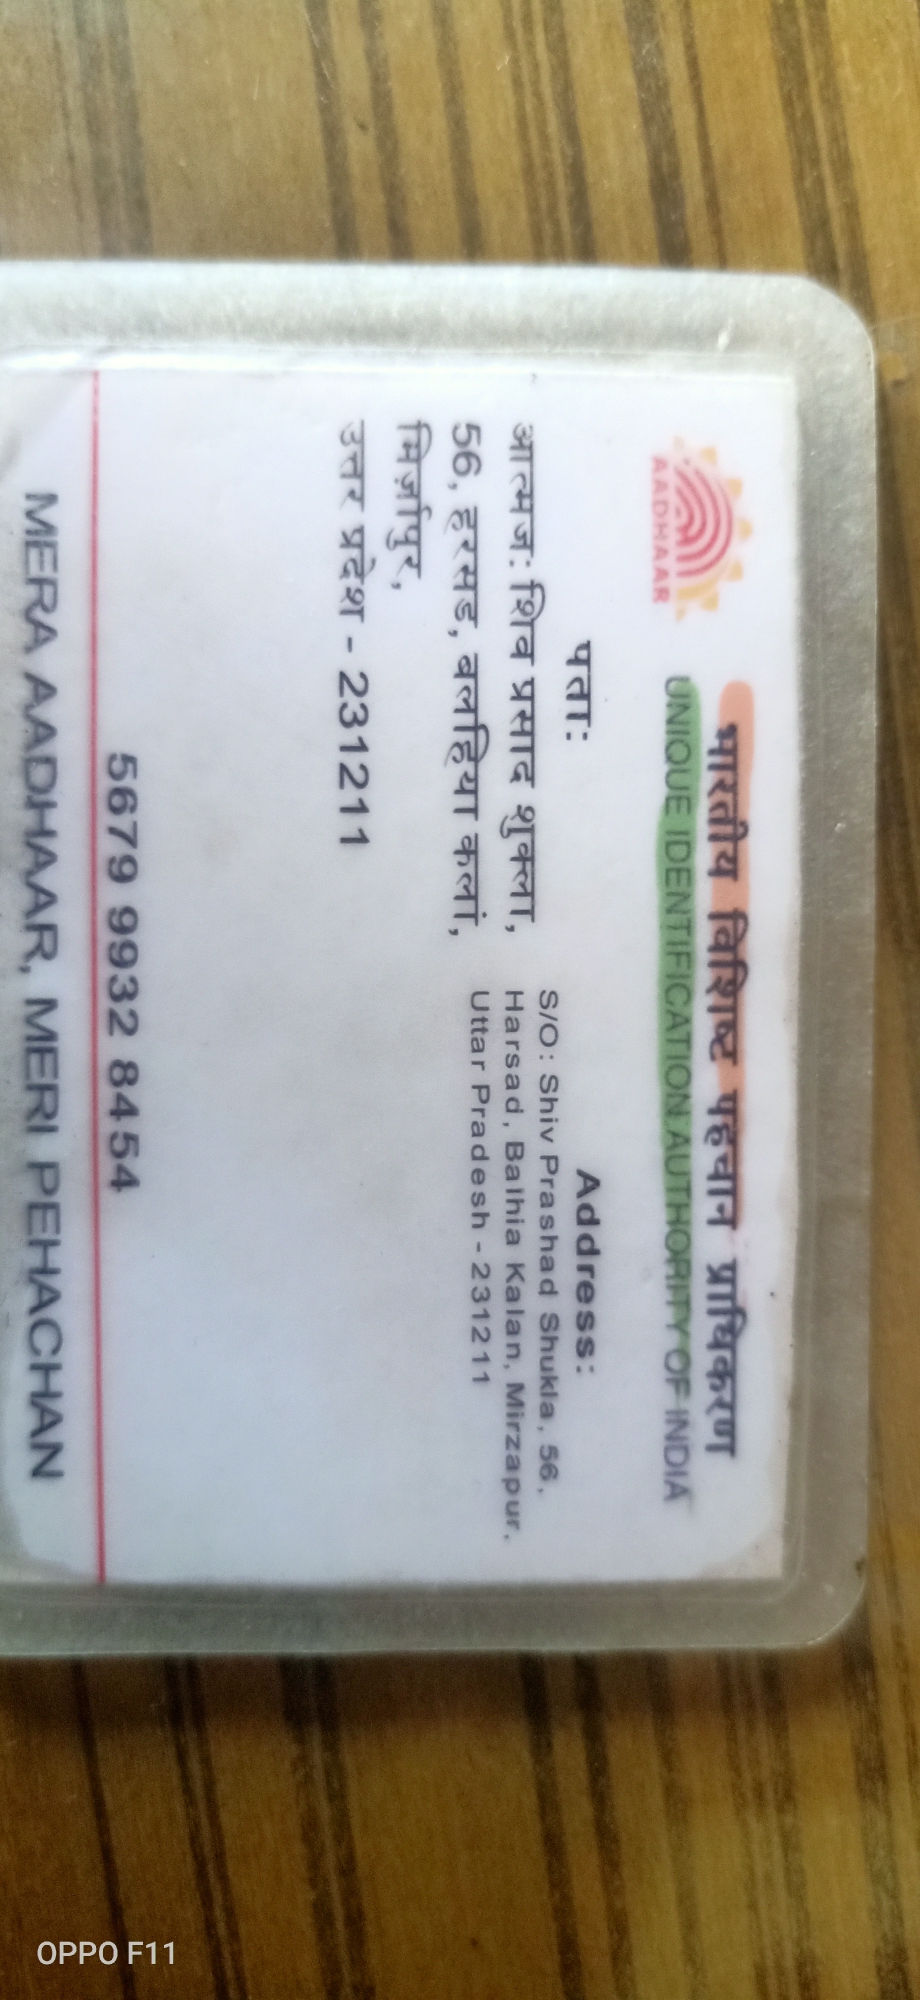 भारतीय विशिष्ट पहचान प्राधिकरण
UNIQUE IDENTIFICATION AUTHORITY OF INDIA
AADHAAR
पता:
आत्मज: शिव प्रसाद शुक्ला,
56, हरसड, बलहिया कलां,
मिर्ज़ापुर,
उत्तर प्रदेश - 231211
Address:
S/O: Shiv Prashad Shukla, 56,
Harsad, Balhia Kalan, Mirzapur,
Uttar Pradesh - 231211
5679 9932 8454
MERA AADHAAR, MERI PEHACHAN
OPPO F11